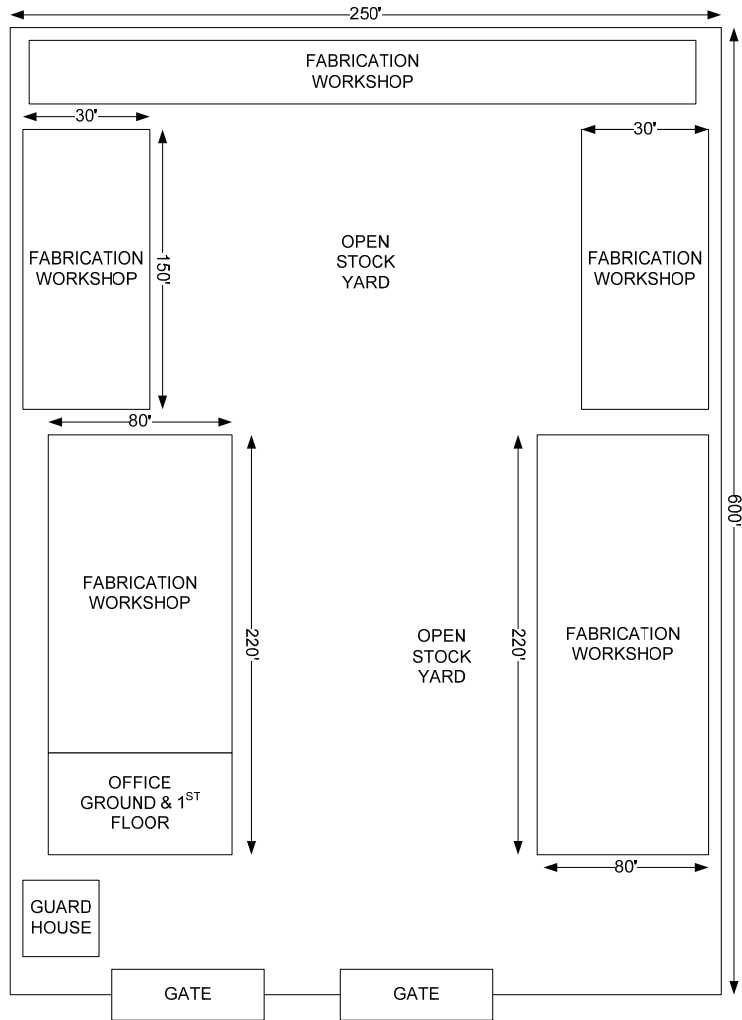 250'
FABRICATION
WORKSHOP
30'
30'
FABRICATION
WORKSHOP
150'
OPEN
STOCK
YARD
FABRICATION
WORKSHOP
80'
600'
FABRICATION
WORKSHOP
220'
OPEN
STOCK
YARD
220'
FABRICATION
WORKSHOP
OFFICE
GROUND & 1ST
FLOOR
80'
GUARD
HOUSE
GATE
GATE